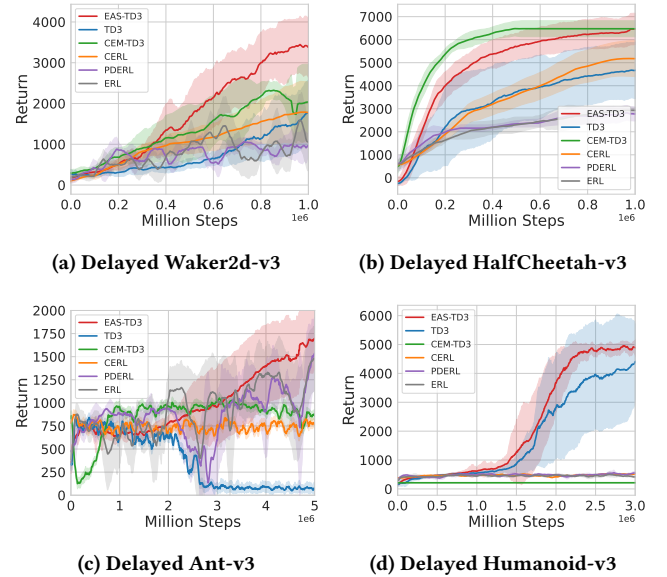 EAS-TD3
TD3
CEM-TD3
CERL
PDERL
ERL
Return
4000
3000
2000
1000
0
0.0 0.2 0.4 0.6 0.8 1.0
Million Steps 1e6
(a) Delayed Waker2d-v3
Return
7000
6000
5000
4000
3000
2000
1000
0
EAS-TD3
TD3
CEM-TD3
CERL
PDERL
ERL
0.0 0.2 0.4 0.6 0.8 1.0
Million Steps 1e6
(b) Delayed HalfCheetah-v3
EAS-TD3
TD3
CEM-TD3
CERL
PDERL
ERL
Return
2000
1750
1500
1250
1000
750
500
250
0
0 1 2 3 4 5
Million Steps 1e6
(c) Delayed Ant-v3
EAS-TD3
TD3
CEM-TD3
CERL
PDERL
ERL
Return
6000
5000
4000
3000
2000
1000
0
0.0 0.5 1.0 1.5 2.0 2.5 3.0
Million Steps 1e6
(d) Delayed Humanoid-v3